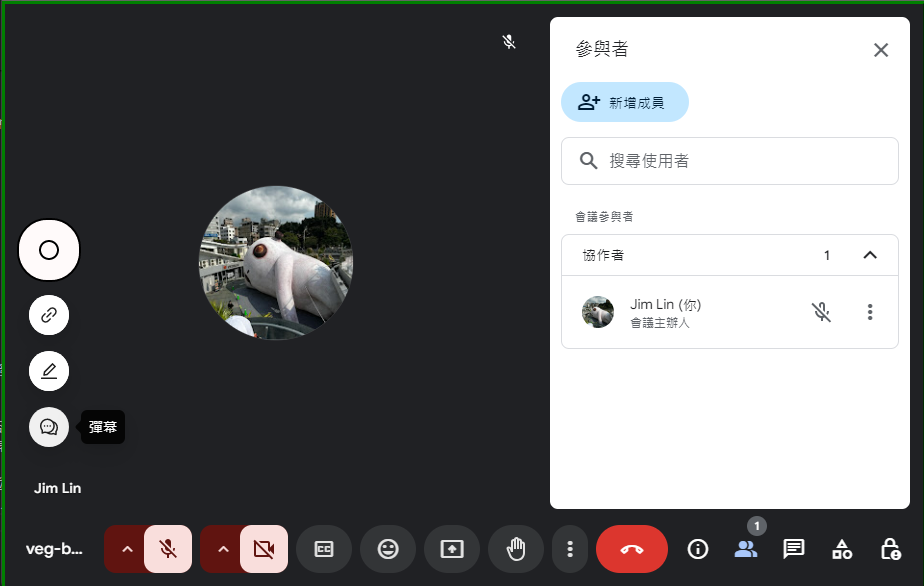 參與者
新增成員
搜尋使用者
會議參與者
協作者 1
Jim Lin (你)
會議主辦人
彈幕
Jim Lin
veg-b...
CC
1